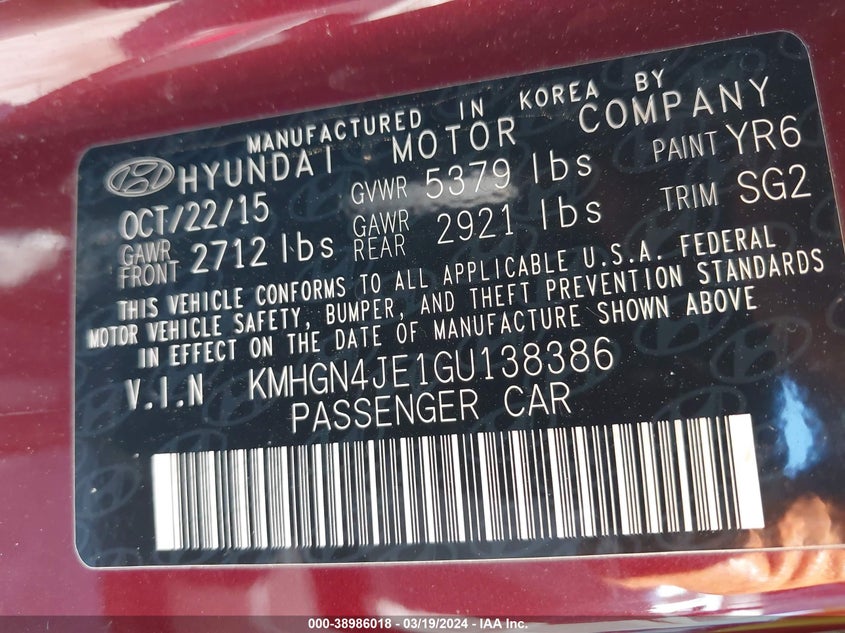 MANUFACTURED IN KOREA BY
HYUNDAI MOTOR COMPANY
OCT/22/15 GVWR 5379 lbs PAINT YR6
GAWR FRONT 2712 lbs GAWR REAR 2921 lbs TRIM SG2
THIS VEHICLE CONFORMS TO ALL APPLICABLE U.S.A. FEDERAL
MOTOR VEHICLE SAFETY, BUMPER, AND THEFT PREVENTION STANDARDS
IN EFFECT ON THE DATE OF MANUFACTURE SHOWN ABOVE
V.I.N KMHGN4JE1GU138386
PASSENGER CAR
000-38986018 - 03/19/2024 - IAA Inc.